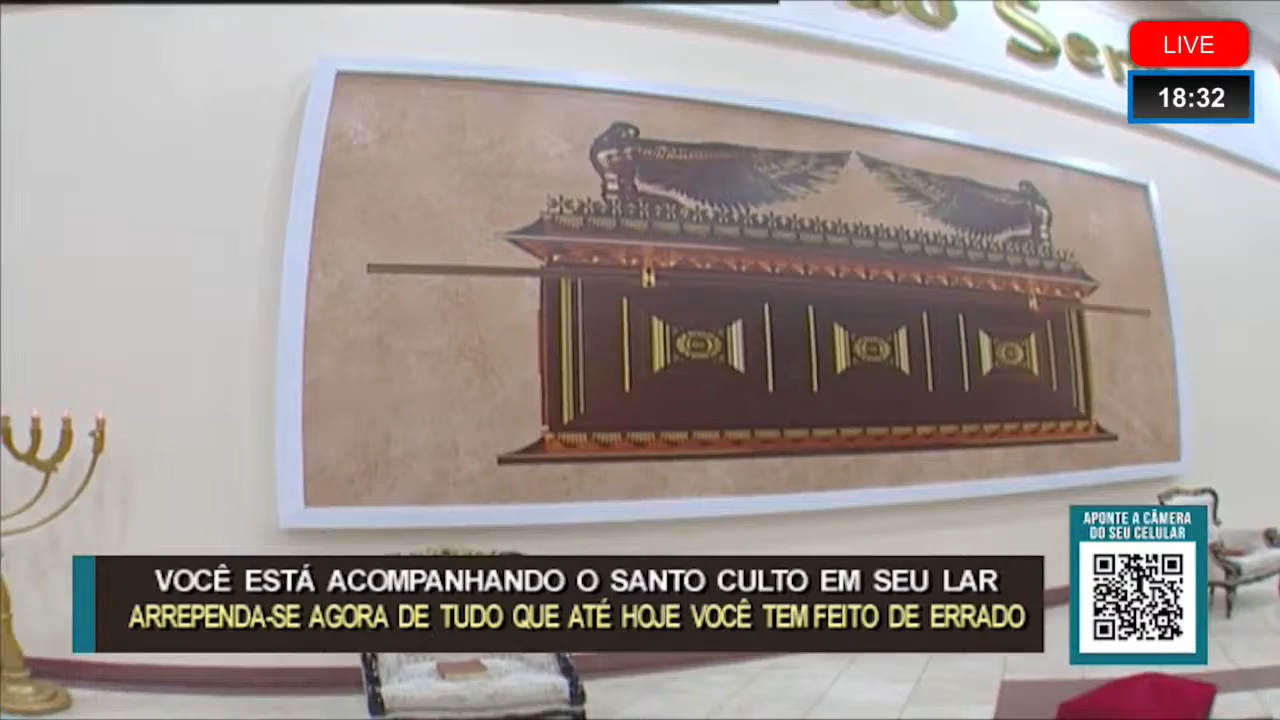 LIVE
18:32
APONTE A CÂMERA
DO SEU CELULAR
VOCÊ ESTÁ ACOMPANHANDO O SANTO CULTO EM SEU LAR
ARREPENDA-SE AGORA DE TUDO QUE ATÉ HOJE VOCÊ TEM FEITO DE ERRADO